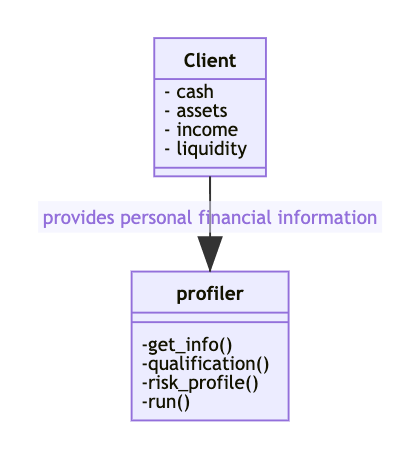 Client
- cash
- assets
- income
- liquidity
provides personal financial information
profiler
-get_info()
-qualification()
-risk_profile()
-run()